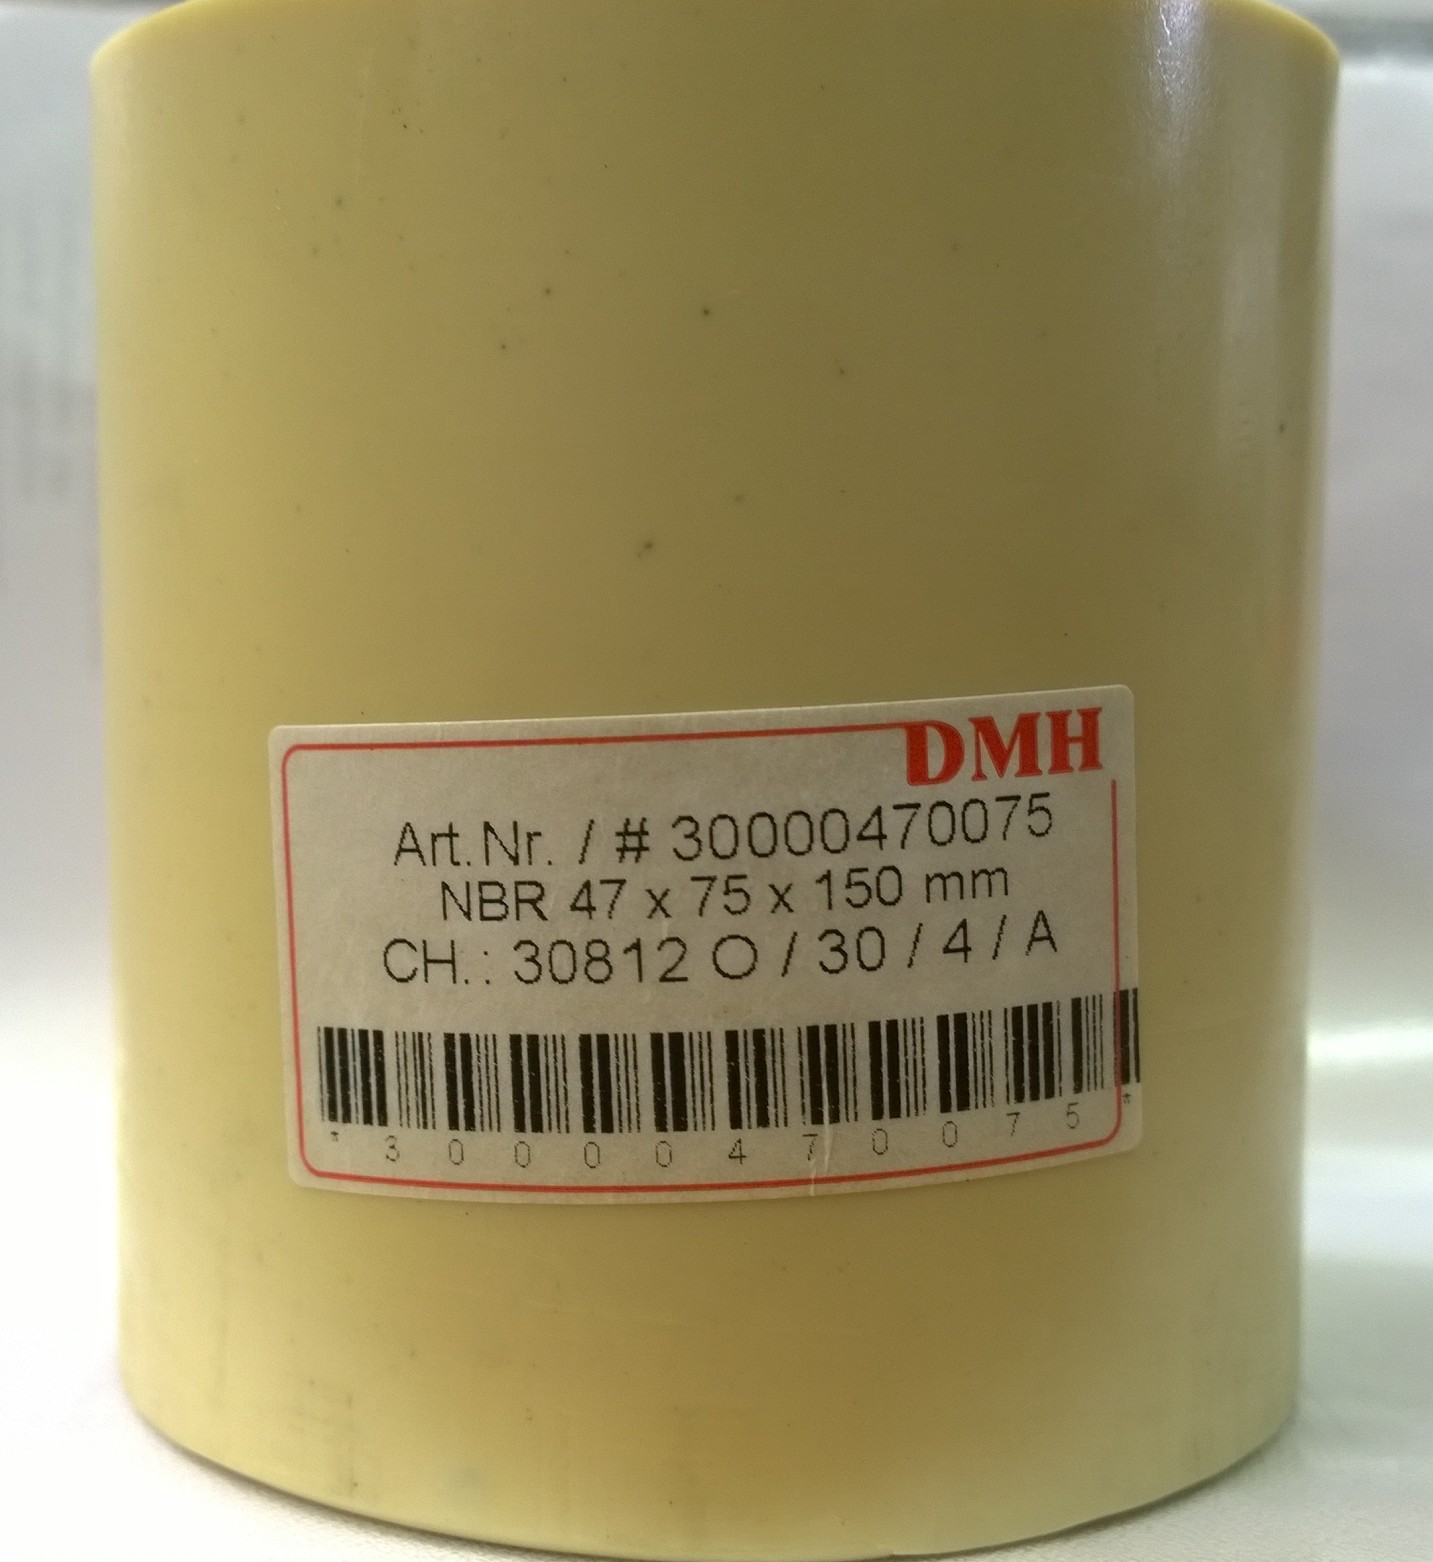 DMH
Art.Nr. / # 30000470075
NBR 47 x 75 x 150 mm
CH.: 30812 O / 30 / 4 / A
*30000470075*